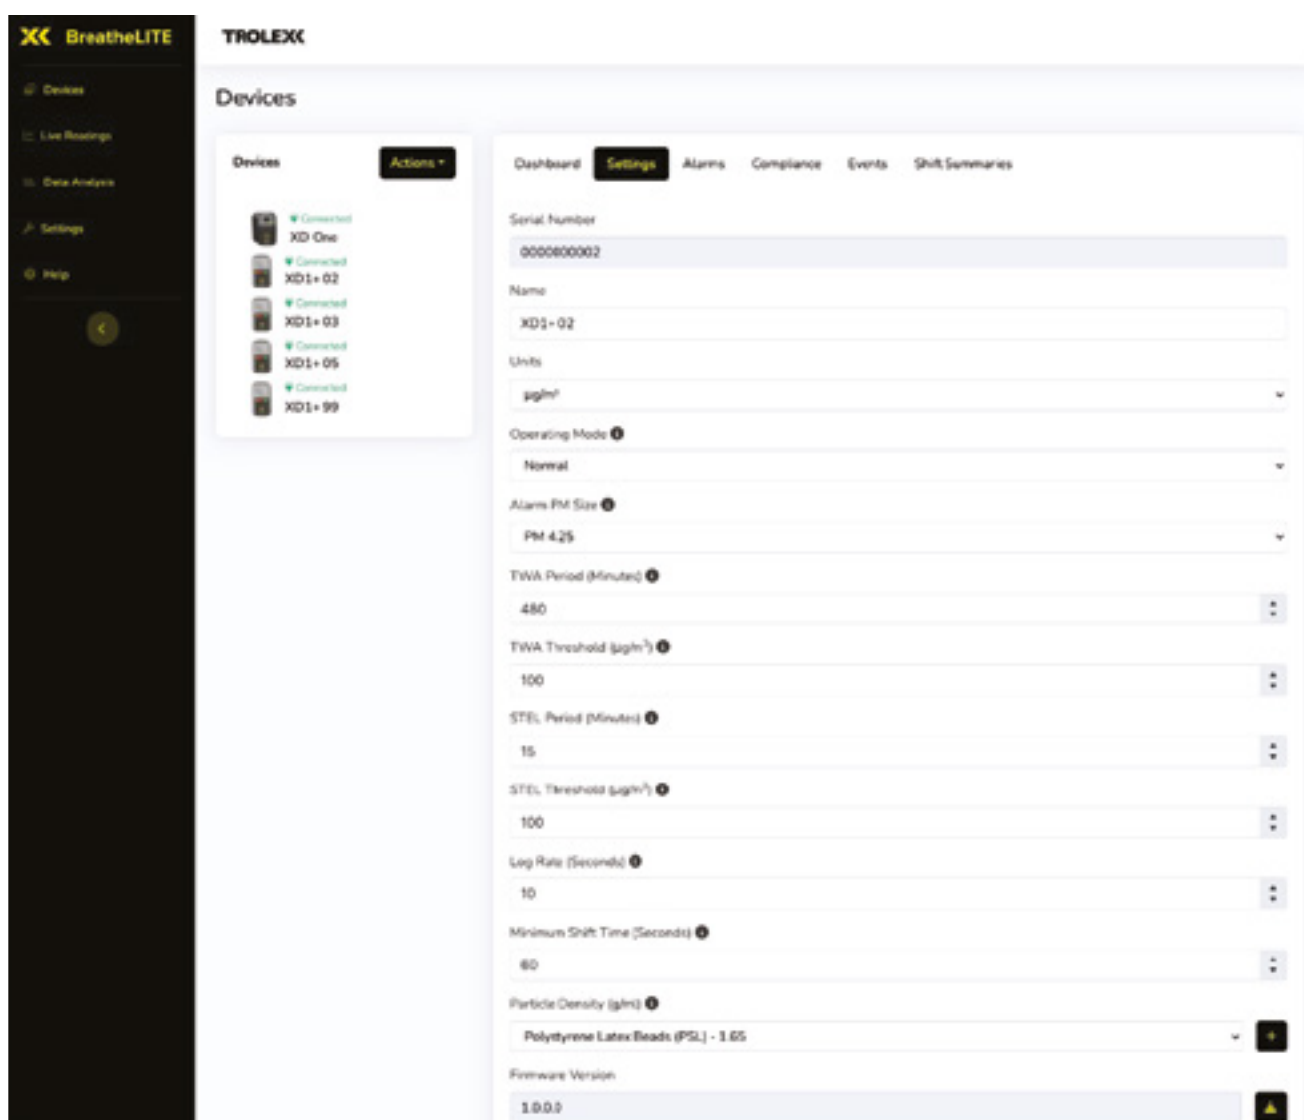 BreatheLITE
TROLEX
Devices
Live Readings
Data Analysis
Settings
Help
Devices
Devices
Actions
Connected
XD One
Connected
XD1+ 02
Connected
XD1+ 03
Connected
XD1+ 05
Connected
XD1+ 99
Dashboard Settings Alarms Compliance Events Shift Summaries
Serial Number
0000800002
Name
XD1+ 02
Units
µg/m³
Operating Mode
Normal
Alarm PM Size
PM 4.25
TWA Period (Minutes)
480
TWA Threshold (µg/m³)
100
STEL Period (Minutes)
15
STEL Threshold (µg/m³)
100
Log Rate (Seconds)
10
Minimum Shift Time (Seconds)
60
Particle Density (g/ml)
Polystyrene Latex Beads (PSL) - 1.65
Firmware Version
1.0.0.0